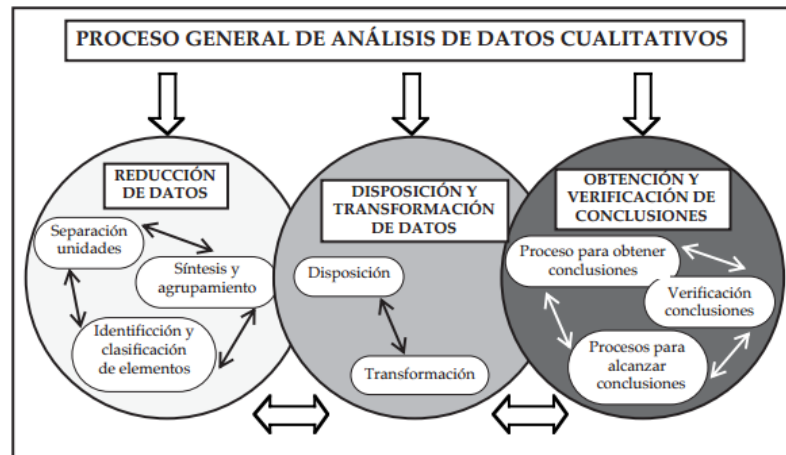 PROCESO GENERAL DE ANÁLISIS DE DATOS CUALITATIVOS
REDUCCIÓN
DE DATOS
Separación
unidades
Síntesis y
agrupamiento
Identificción y
clasificación
de elementos
DISPOSICIÓN Y
TRANSFORMACIÓN
DE DATOS
Disposición
Transformación
OBTENCIÓN Y
VERIFICACIÓN DE
CONCLUSIONES
Proceso para obtener
conclusiones
Verificación
conclusiones
Procesos para
alcanzar
conclusiones